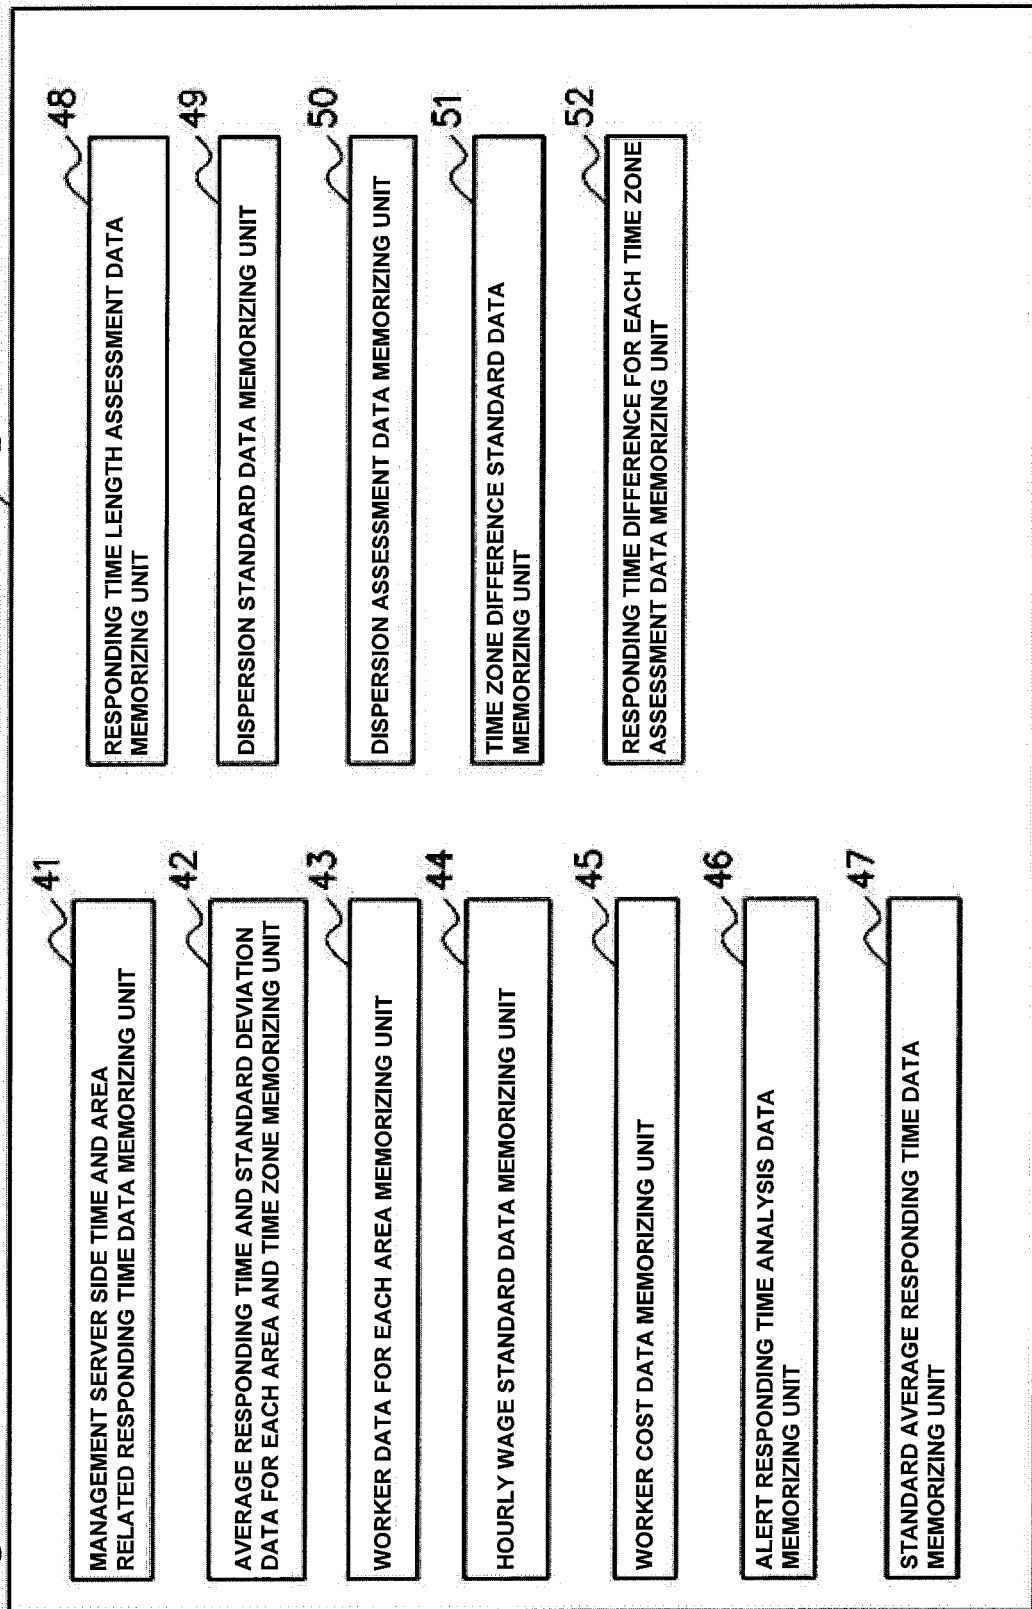 41
MANAGEMENT SERVER SIDE TIME AND AREA
RELATED RESPONDING TIME DATA MEMORIZING UNIT
42
AVERAGE RESPONDING TIME AND STANDARD DEVIATION
DATA FOR EACH AREA AND TIME ZONE MEMORIZING UNIT
43
WORKER DATA FOR EACH AREA MEMORIZING UNIT
44
HOURLY WAGE STANDARD DATA MEMORIZING UNIT
45
WORKER COST DATA MEMORIZING UNIT
46
ALERT RESPONDING TIME ANALYSIS DATA
MEMORIZING UNIT
47
STANDARD AVERAGE RESPONDING TIME DATA
MEMORIZING UNIT
48
RESPONDING TIME LENGTH ASSESSMENT DATA
MEMORIZING UNIT
49
DISPERSION STANDARD DATA MEMORIZING UNIT
50
DISPERSION ASSESSMENT DATA MEMORIZING UNIT
51
TIME ZONE DIFFERENCE STANDARD DATA
MEMORIZING UNIT
52
RESPONDING TIME DIFFERENCE FOR EACH TIME ZONE
ASSESSMENT DATA MEMORIZING UNIT